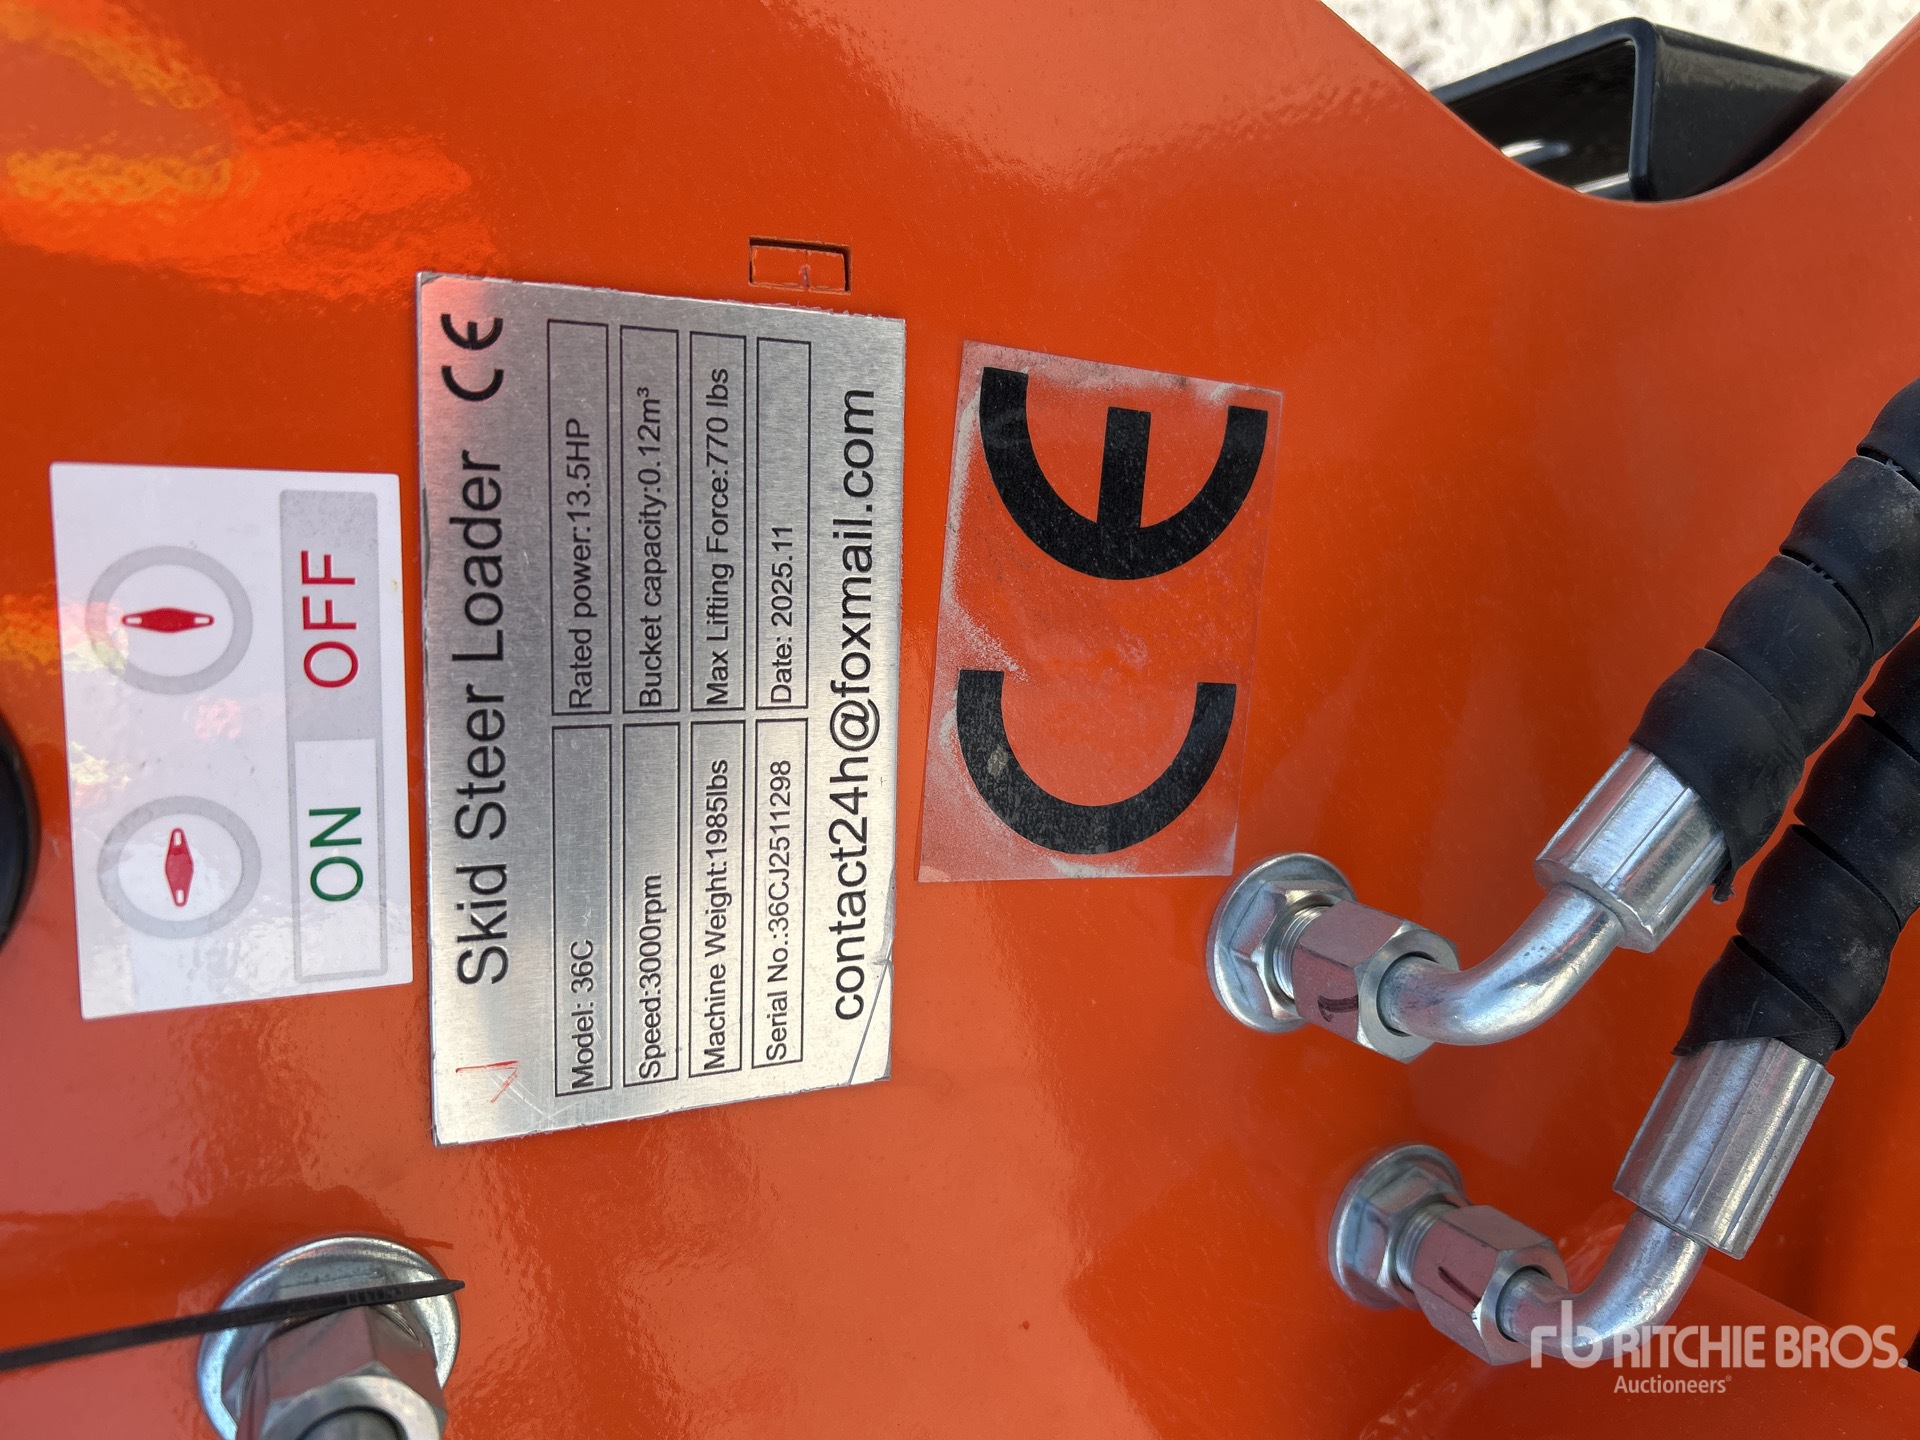 ON OFF
Skid Steer Loader CE
Model: 36C Rated power:13.5HP
Speed:3000rpm Bucket capacity:0.12m³
Machine Weight:1985lbs Max Lifting Force:770 lbs
Serial No.:36CJ2511298 Date: 2025.11
contact24h@foxmail.com
CE
rb RITCHIE BROS.
Auctioneers